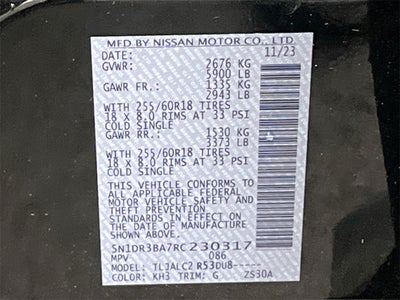 MFD BY NISSAN MOTOR CO., LTD.
DATE: 11/23
GVWR: 2676 KG
5900 LB
GAWR FR.: 1335 KG
2943 LB
WITH 255/60R18 TIRES
18 x 8.0 RIMS AT 33 PSI
COLD SINGLE
GAWR RR.: 1530 KG
3373 LB
WITH 255/60R18 TIRES
18 x 8.0 RIMS AT 33 PSI
COLD SINGLE
THIS VEHICLE CONFORMS TO
ALL APPLICABLE FEDERAL
MOTOR VEHICLE SAFETY AND
THEFT PREVENTION
STANDARDS IN EFFECT ON
THE DATE OF MANUFACTURE
SHOWN ABOVE
5N1DR3BA7RC230317
MPV 086
MODEL: TL3ALC2 R53DU8-----
COLOR: KH3 TRIM: G ZS30A